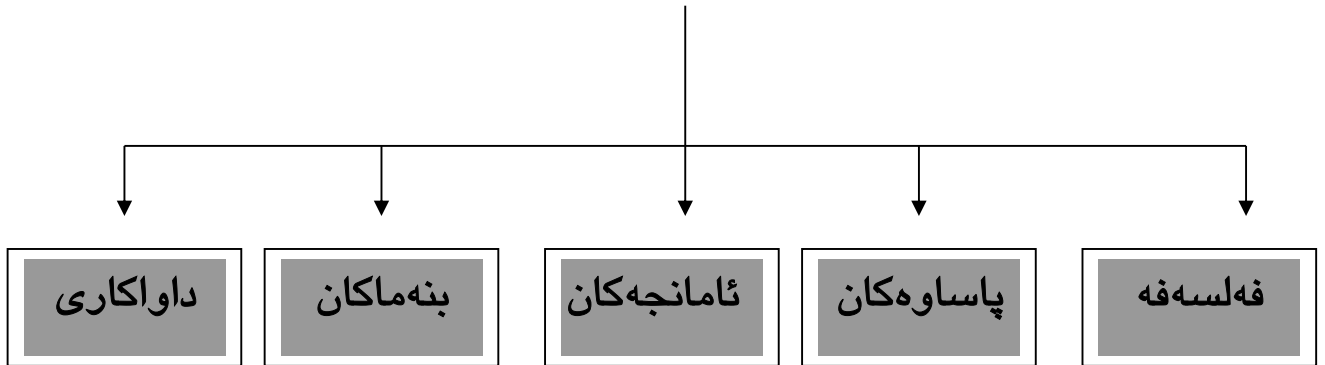 فەلسەفە
پاساوەکان
ئامانجەکان
بنەماکان
داواکاری